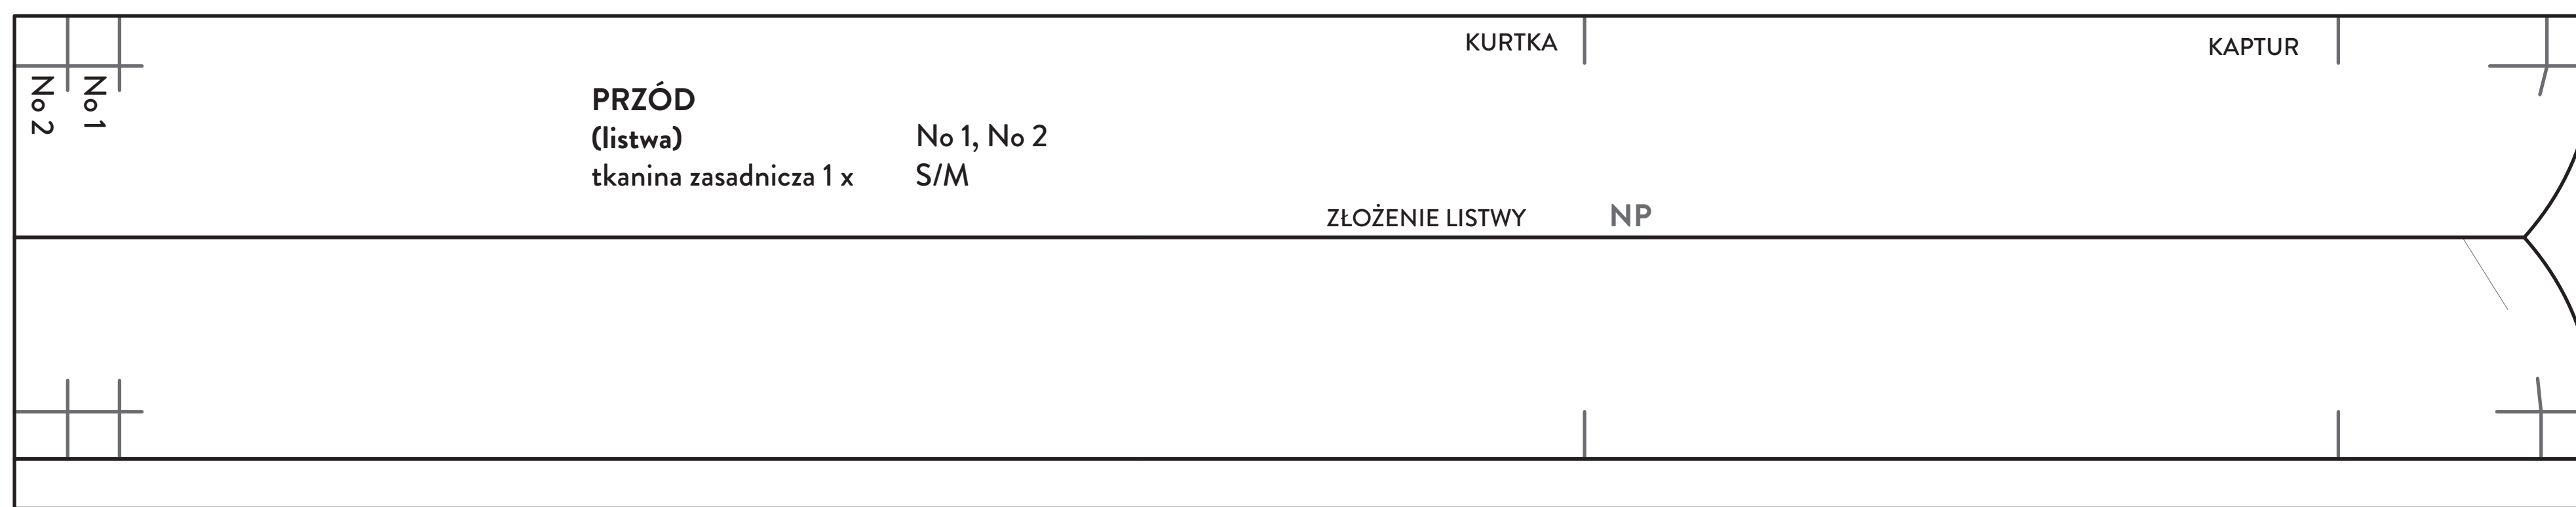 KURTKA
KAPTUR
No 2
No 1
PRZÓD
(listwa)
tkanina zasadnicza 1 x
No 1, No 2
S/M
ZŁOŻENIE LISTWY
NP